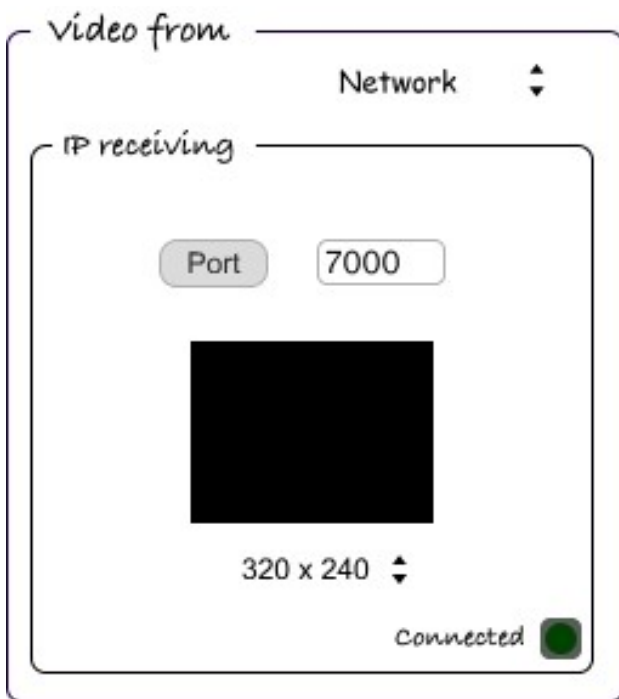 Video from
Network
IP receiving
Port 7000
320 x 240
Connected